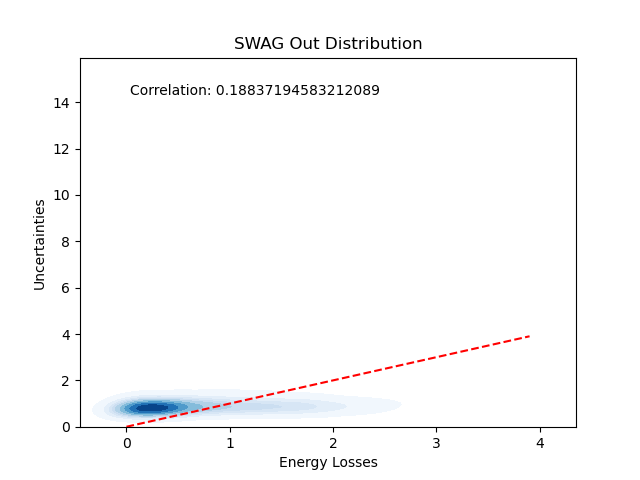 SWAG Out Distribution
Correlation: 0.18837194583212089
14
12
10
8
6
4
2
0
Uncertainties
0 1 2 3 4
Energy Losses